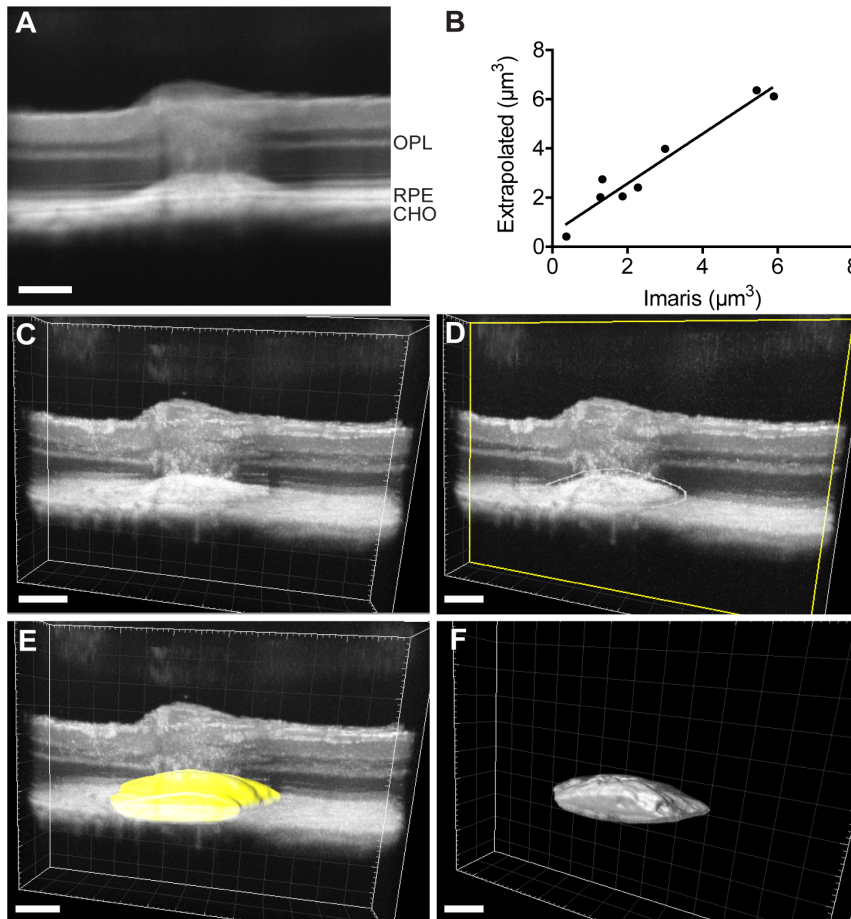 A
OPL
RPE
CHO
B
Extrapolated (µm³)
8
6
4
2
0
0 2 4 6 8
Imaris (µm³)
C
D
E
F